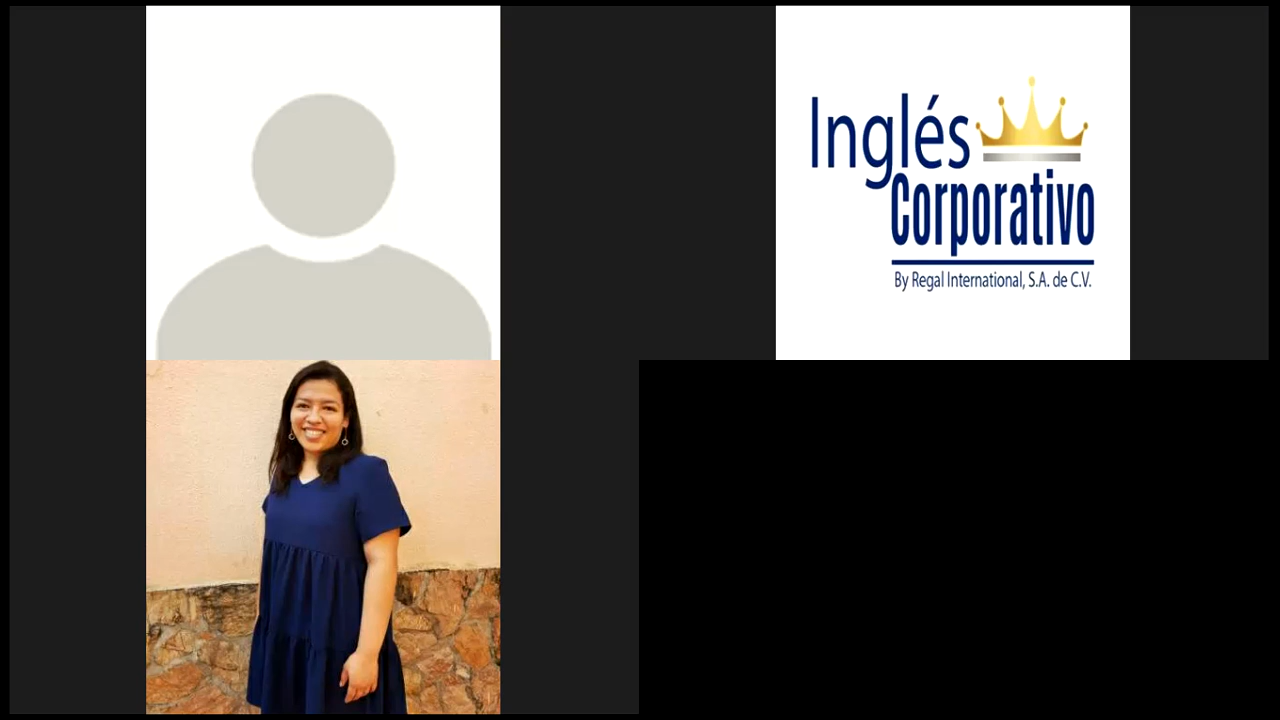 Inglés
Corporativo
By Regal International, S.A. de C.V.